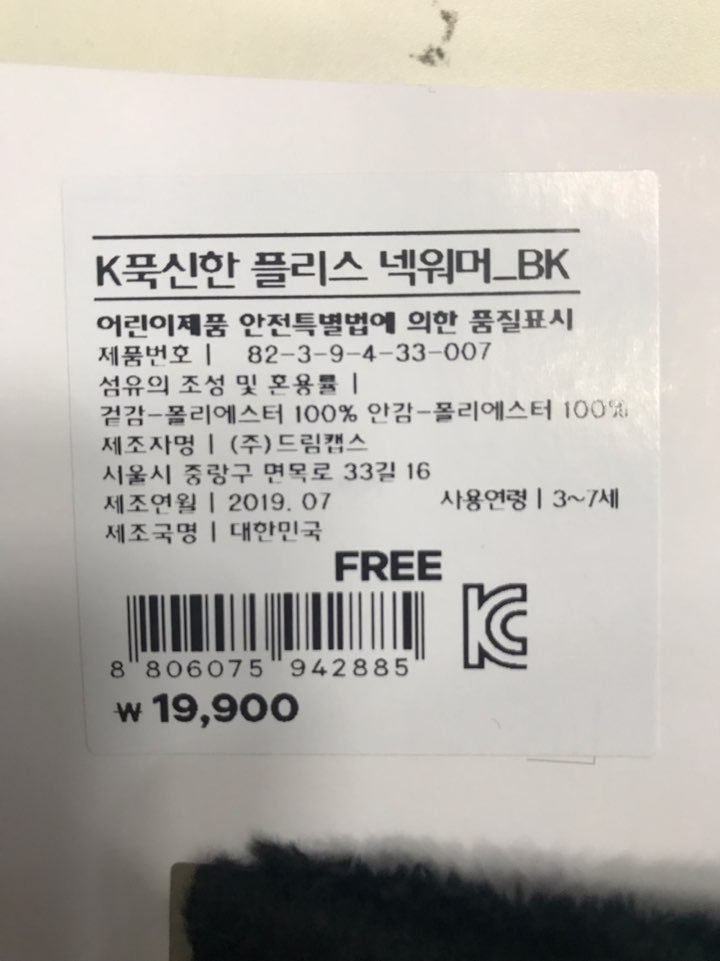 K푹신한 플리스 넥워머_BK
어린이제품 안전특별법에 의한 품질표시
제품번호 | 82-3-9-4-33-007
섬유의 조성 및 혼용률 |
겉감-폴리에스터 100% 안감-폴리에스터 100%
제조자명 | (주)드림캡스
서울시 중랑구 면목로 33길 16
제조연월 | 2019. 07 사용연령 | 3~7세
제조국명 | 대한민국
FREE
KC
8 806075 942885
₩ 19,900